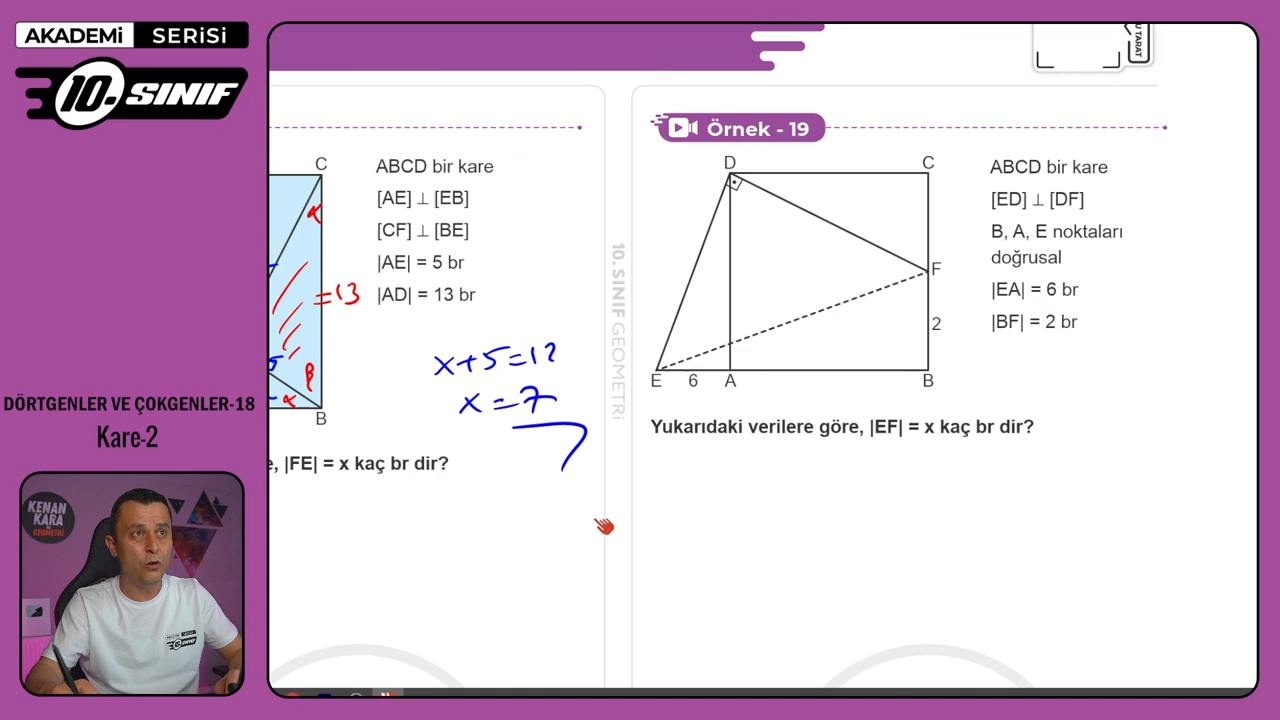 AKADEMİ SERİSİ
10. SINIF
DÖRTGENLER VE ÇOKGENLER-18
Kare-2
KENAN
KARA
GEOMETRİ
C
ABCD bir kare
[AE] ⊥ [EB]
[CF] ⊥ [BE]
|AE| = 5 br
|AD| = 13 br
α
=13
5
β
α
B
x+5=12
x=7
e, |FE| = x kaç br dir?
10. SINIF GEOMETRİ
U TARAT
Örnek - 19
D C
F
2
E 6 A B
ABCD bir kare
[ED] ⊥ [DF]
B, A, E noktaları
doğrusal
|EA| = 6 br
|BF| = 2 br
Yukarıdaki verilere göre, |EF| = x kaç br dir?